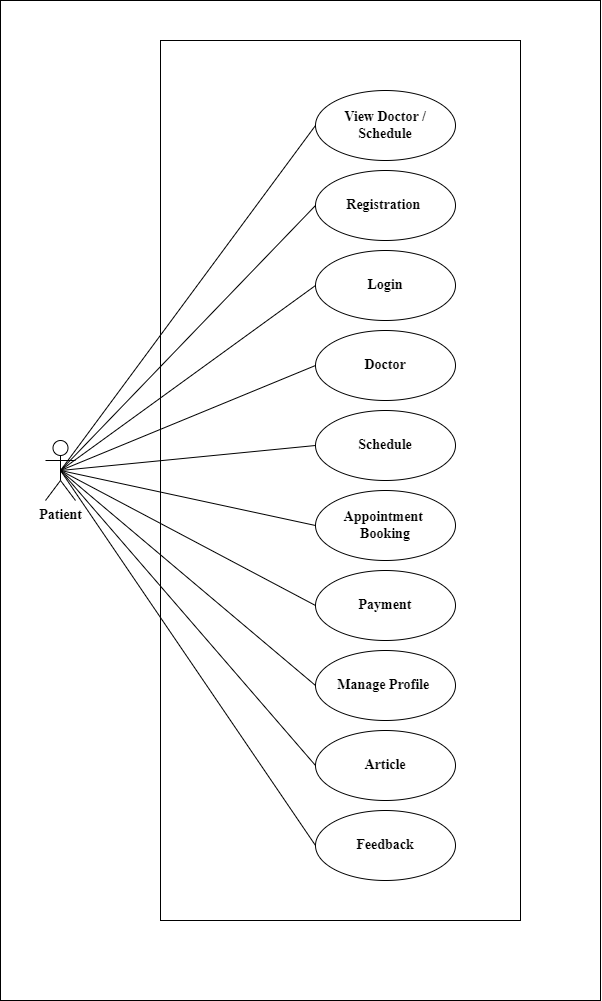 View Doctor /
Schedule
Registration
Login
Doctor
Schedule
Patient
Appointment
Booking
Payment
Manage Profile
Article
Feedback